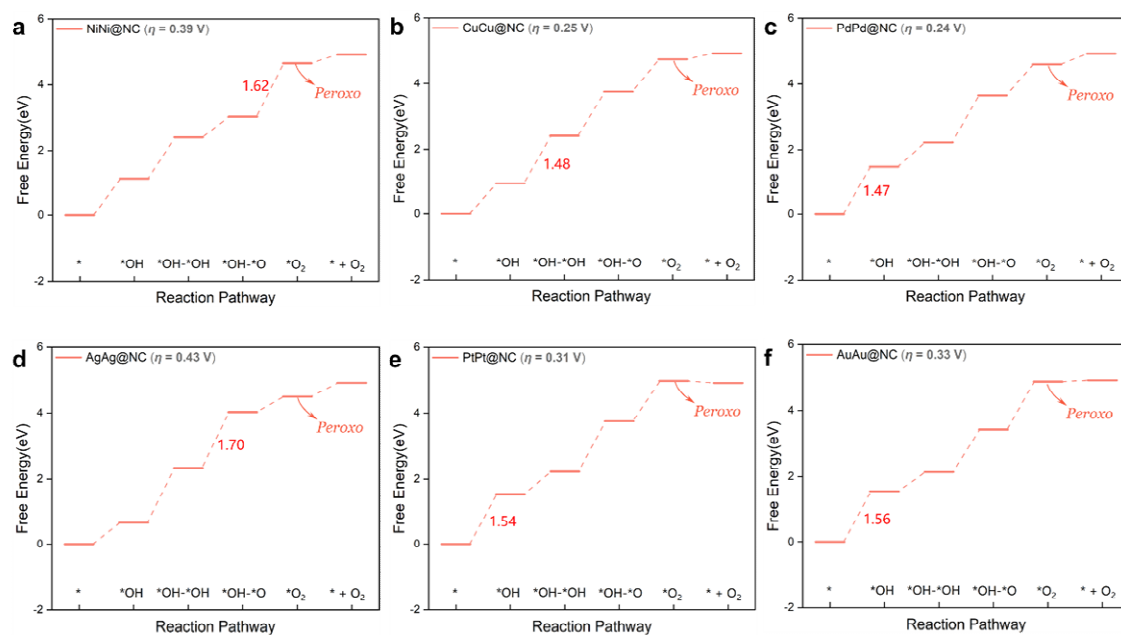 a
NiNi@NC (η = 0.39 V)
Free Energy(eV)
6
4
2
0
-2
1.62
Peroxo
* *OH *OH-*OH *OH-*O *O₂ * + O₂
Reaction Pathway
b
CuCu@NC (η = 0.25 V)
Free Energy(eV)
6
4
2
0
-2
1.48
Peroxo
* *OH *OH-*OH *OH-*O *O₂ * + O₂
Reaction Pathway
c
PdPd@NC (η = 0.24 V)
Free Energy(eV)
6
4
2
0
-2
1.47
Peroxo
* *OH *OH-*OH *OH-*O *O₂ * + O₂
Reaction Pathway
d
AgAg@NC (η = 0.43 V)
Free Energy(eV)
6
4
2
0
-2
1.70
Peroxo
* *OH *OH-*OH *OH-*O *O₂ * + O₂
Reaction Pathway
e
PtPt@NC (η = 0.31 V)
Free Energy(eV)
6
4
2
0
-2
1.54
Peroxo
* *OH *OH-*OH *OH-*O *O₂ * + O₂
Reaction Pathway
f
AuAu@NC (η = 0.33 V)
Free Energy(eV)
6
4
2
0
-2
1.56
Peroxo
* *OH *OH-*OH *OH-*O *O₂ * + O₂
Reaction Pathway